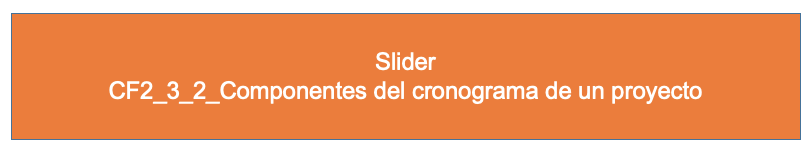 Slider
CF2_3_2_Componentes del cronograma de un proyecto